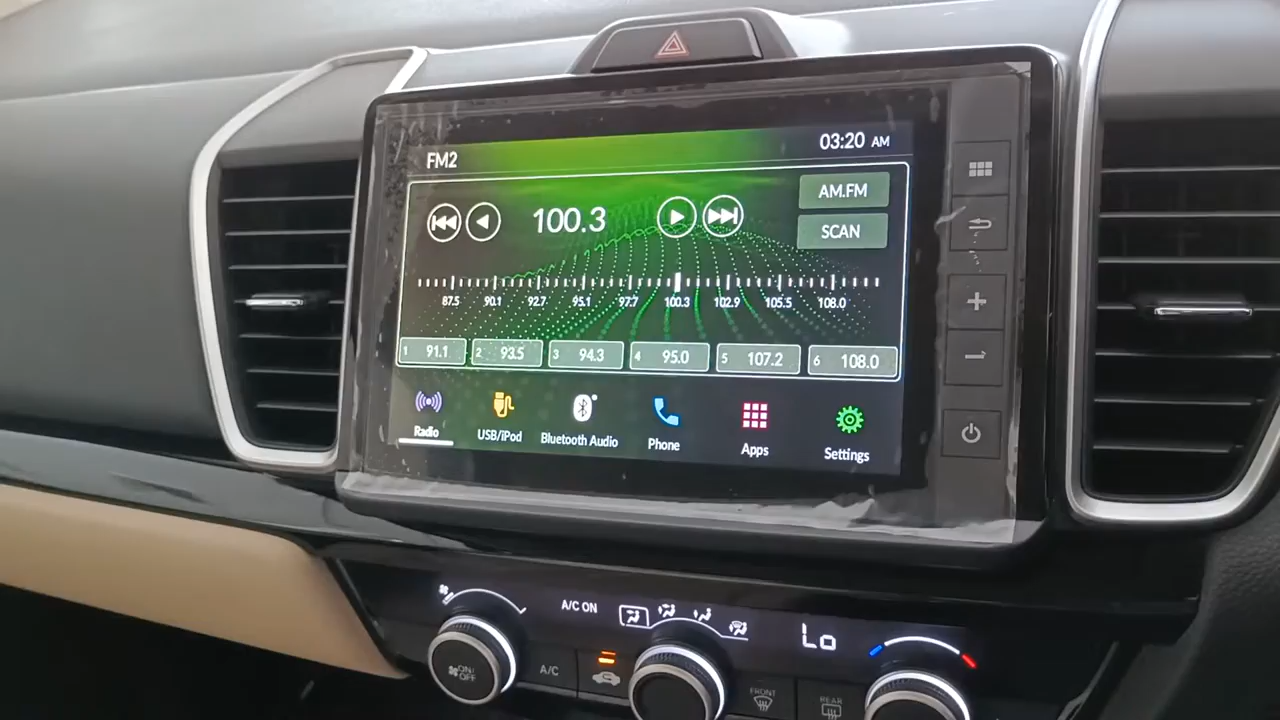 FM2
03:20 AM
100.3
AM.FM
SCAN
87.5 90.1 92.7 95.1 97.7 100.3 102.9 105.5 108.0
1 91.1 2 93.5 3 94.3 4 95.0 5 107.2 6 108.0
Radio USB/iPod Bluetooth Audio Phone Apps Settings
A/C ON
Lo
ON/
OFF
A/C
FRONT
REAR